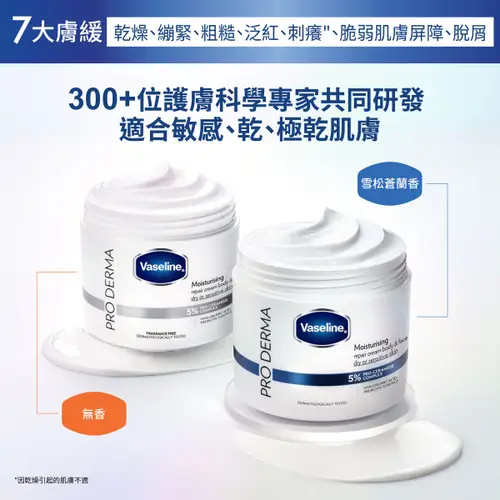 7大膚緩 乾燥、繃緊、粗糙、泛紅、刺癢"、脆弱肌膚屏障、脫屑
300+位護膚科學專家共同研發
適合敏感、乾、極乾肌膚
雪松蒼蘭香
PRO DERMA
Vaseline
Moisturising
repair cream body &
dry or sensitive skin
5% PRO-CERAMIDE
COMPLEX
FRAGRANCE FREE
DERMATOLOGICALLY TESTED
無香
PRO DERMA
Vaseline
Moisturising
repair cream body & face
dry or sensitive skin
5% PRO-CERAMIDE
COMPLEX
DERMATOLOGICALLY TESTED
"因乾燥引起的肌膚不適